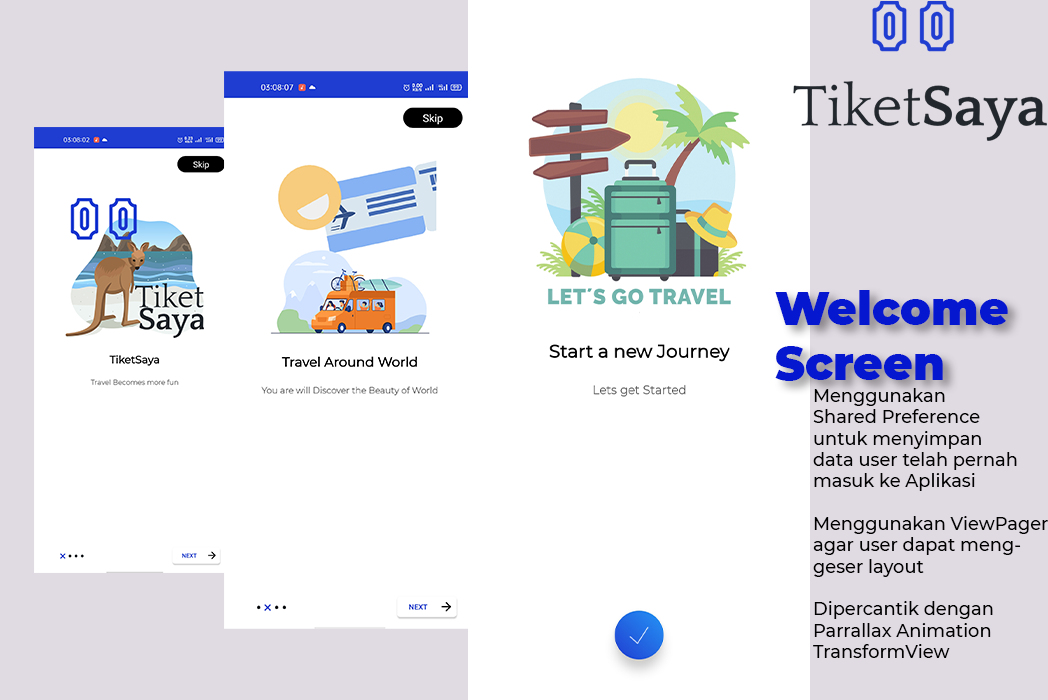 03:08:02
Skip
Tiket
Saya
TiketSaya
Travel Becomes more fun
NEXT
03:08:07
Skip
Travel Around World
You are will Discover the Beauty of World
NEXT
LET'S GO TRAVEL
Start a new Journey
Lets get Started
TiketSaya
Welcome
Screen
Menggunakan
Shared Preference
untuk menyimpan
data user telah pernah
masuk ke Aplikasi
Menggunakan ViewPager
agar user dapat meng-
geser layout
Dipercantik dengan
Parrallax Animation
TransformView